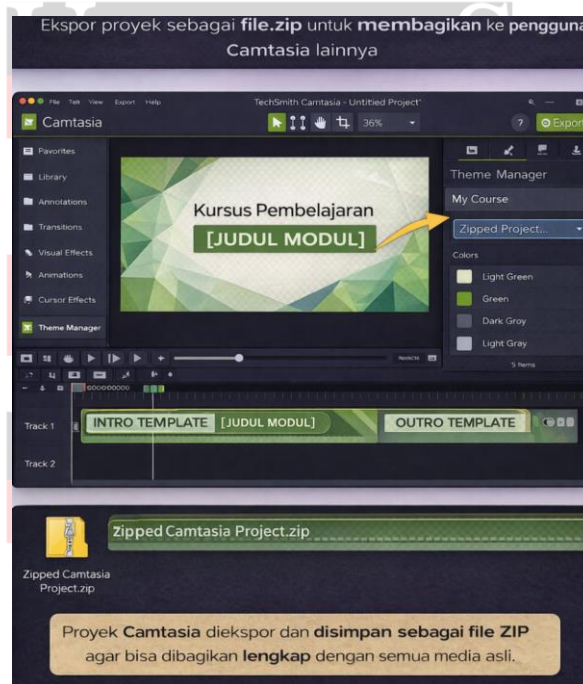 Ekspor proyek sebagai file.zip untuk membagikan ke pengguna
Camtasia lainnya
File Talk View Export Help
TechSmith Camtasia - Untitled Project
Camtasia
36%
?
Export
Favorites
Library
Annotations
Transitions
Visual Effects
Animations
Cursor Effects
Theme Manager
Kursus Pembelajaran
[JUDUL MODUL]
Theme Manager
My Course
Zipped Project...
Colors
Light Green
Green
Dark Groy
Light Gray
5 Items
Track 1
INTRO TEMPLATE [JUDUL MODUL]
OUTRO TEMPLATE
Track 2
Zipped Camtasia Project.zip
Zipped Camtasia
Project.zip
Proyek Camtasia diekspor dan disimpan sebagai file ZIP
agar bisa dibagikan lengkap dengan semua media asli.